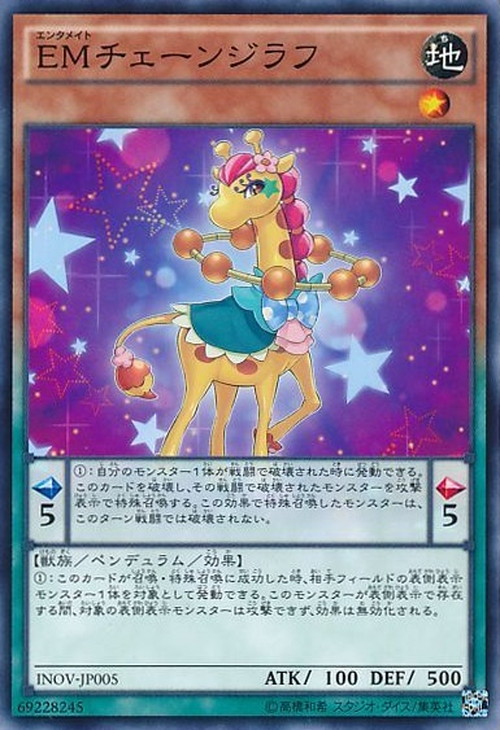 エンタメイト
EMチェーンジラフ
ち
地
①:自分のモンスター1体が戦闘で破壊された時に発動できる。
このカードを破壊し、その戦闘で破壊されたモンスターを攻撃
表示で特殊召喚する。この効果で特殊召喚したモンスターは、
このターン戦闘では破壊されない。
5
5
【獣族/ペンデュラム/効果】
①:このカードが召喚・特殊召喚に成功した時、相手フィールドの表側表示
モンスター1体を対象として発動できる。このモンスターが表側表示で存在
する間、対象の表側表示モンスターは攻撃できず、効果は無効化される。
INOV-JP005
ATK/ 100 DEF/ 500
69228245
©高橋和希 スタジオ・ダイス/集英社